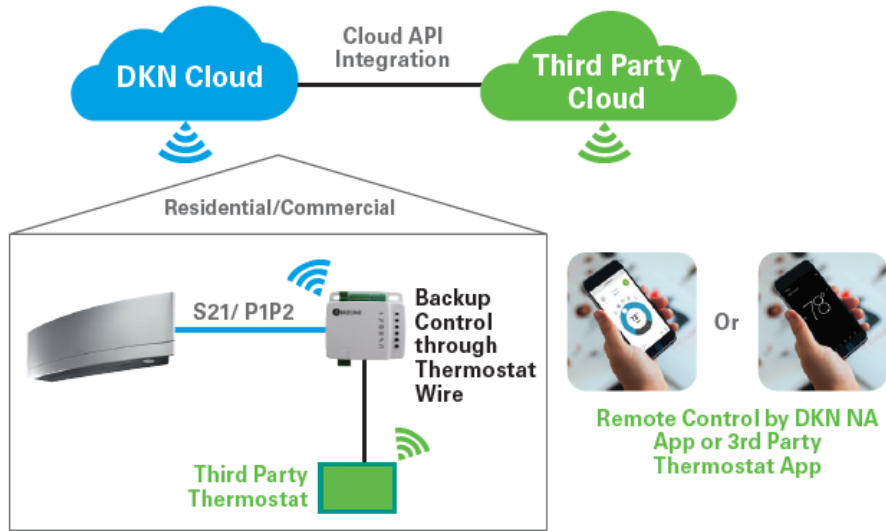 Cloud API
Integration
DKN Cloud
Third Party
Cloud
Residential/Commercial
S21/ P1P2
Backup
Control
through
Thermostat
Wire
Third Party
Thermostat
Or
78°
Remote Control by DKN NA
App or 3rd Party
Thermostat App